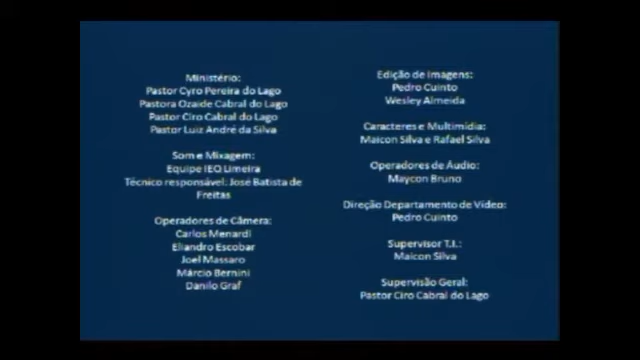 Ministério:
Pastor Cyro Pereira do Lago
Pastora Ozaide Cabral do Lago
Pastor Ciro Cabral do Lago
Pastor Luiz André da Silva
Som e Mixagem:
Equipe IEQ Limeira
Técnico responsável: José Batista de
Freitas
Operadores de Câmera:
Carlos Menardi
Eliandro Escobar
Joel Massaro
Márcio Bernini
Danilo Graf
Edição de Imagens:
Pedro Cuinto
Wesley Almeida
Caracteres e Multimídia:
Maicon Silva e Rafael Silva
Operadores de Áudio:
Maycon Bruno
Direção Departamento de Vídeo:
Pedro Cuinto
Supervisor T.I.:
Maicon Silva
Supervisão Geral:
Pastor Ciro Cabral do Lago